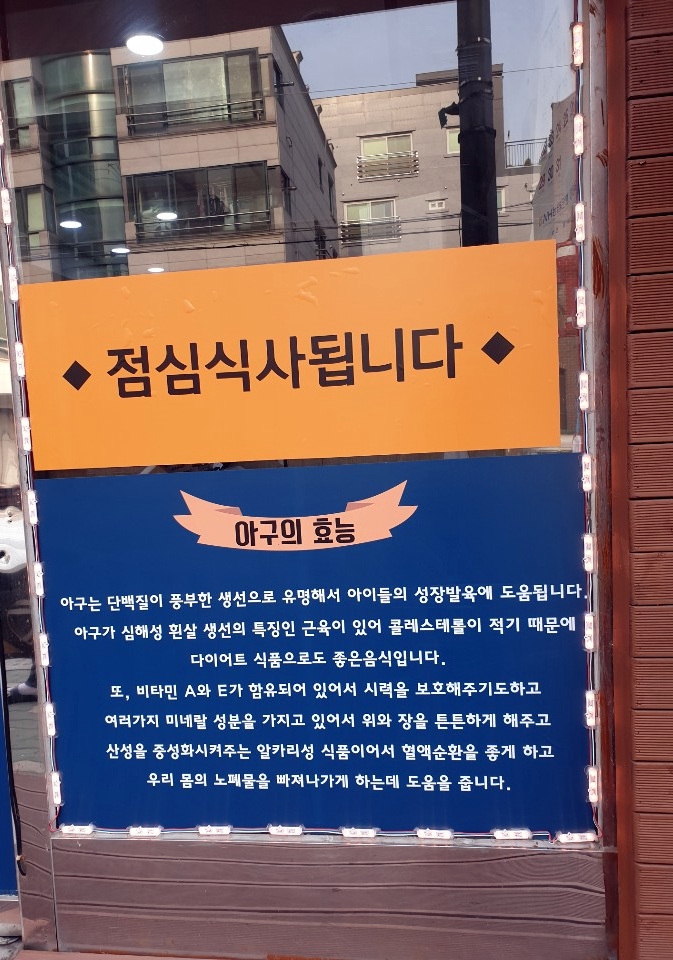 ◆ 점심식사됩니다 ◆
아구의 효능
아구는 단백질이 풍부한 생선으로 유명해서 아이들의 성장발육에 도움됩니다.
아구가 심해성 흰살 생선의 특징인 근육이 있어 콜레스테롤이 적기 때문에
다이어트 식품으로도 좋은음식입니다.
또, 비타민 A와 E가 함유되어 있어서 시력을 보호해주기도하고
여러가지 미네랄 성분을 가지고 있어서 위와 장을 튼튼하게 해주고
산성을 중성화시켜주는 알카리성 식품이어서 혈액순환을 좋게 하고
우리 몸의 노폐물을 빠져나가게 하는데 도움을 줍니다.